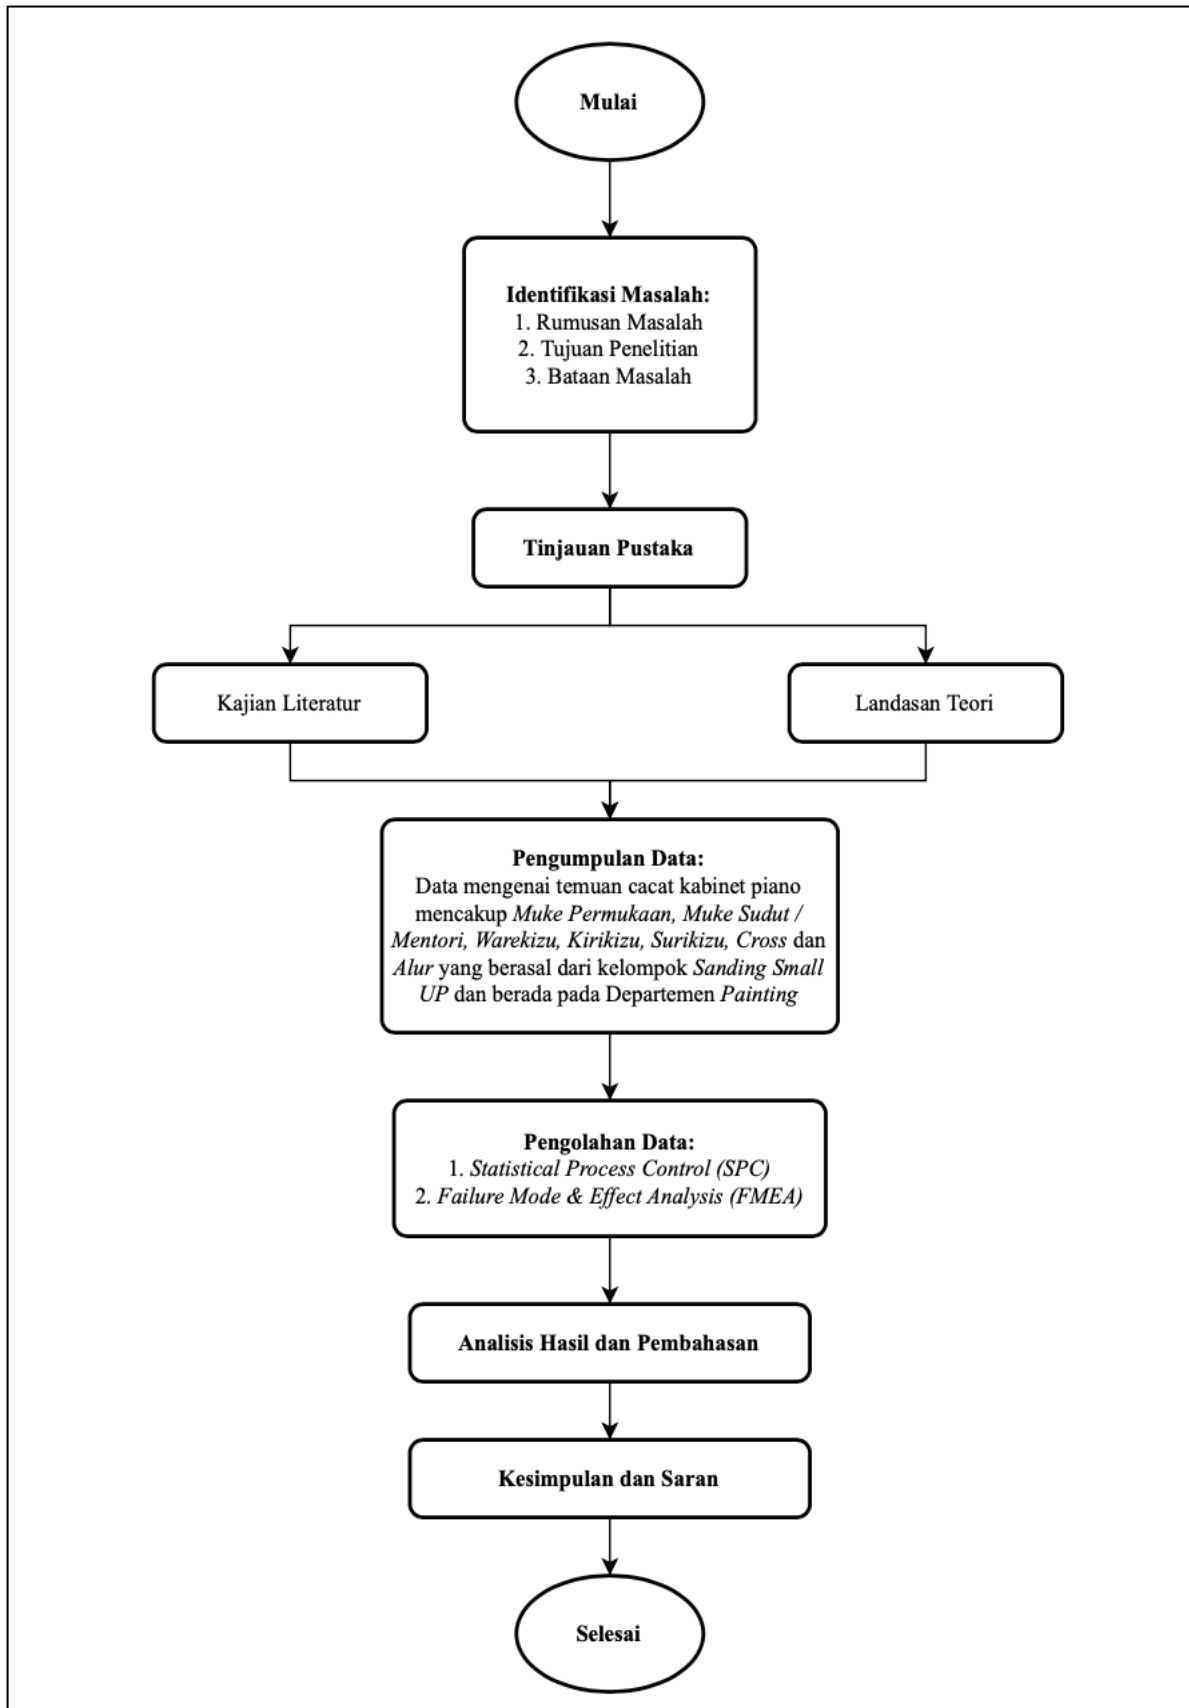 Mulai
Identifikasi Masalah:
1. Rumusan Masalah
2. Tujuan Penelitian
3. Bataan Masalah
Tinjauan Pustaka
Kajian Literatur
Landasan Teori
Pengumpulan Data:
Data mengenai temuan cacat kabinet piano
mencakup Muke Permukaan, Muke Sudut /
Mentori, Warekizu, Kirikizu, Surikizu, Cross dan
Alur yang berasal dari kelompok Sanding Small
UP dan berada pada Departemen Painting
Pengolahan Data:
1. Statistical Process Control (SPC)
2. Failure Mode & Effect Analysis (FMEA)
Analisis Hasil dan Pembahasan
Kesimpulan dan Saran
Selesai